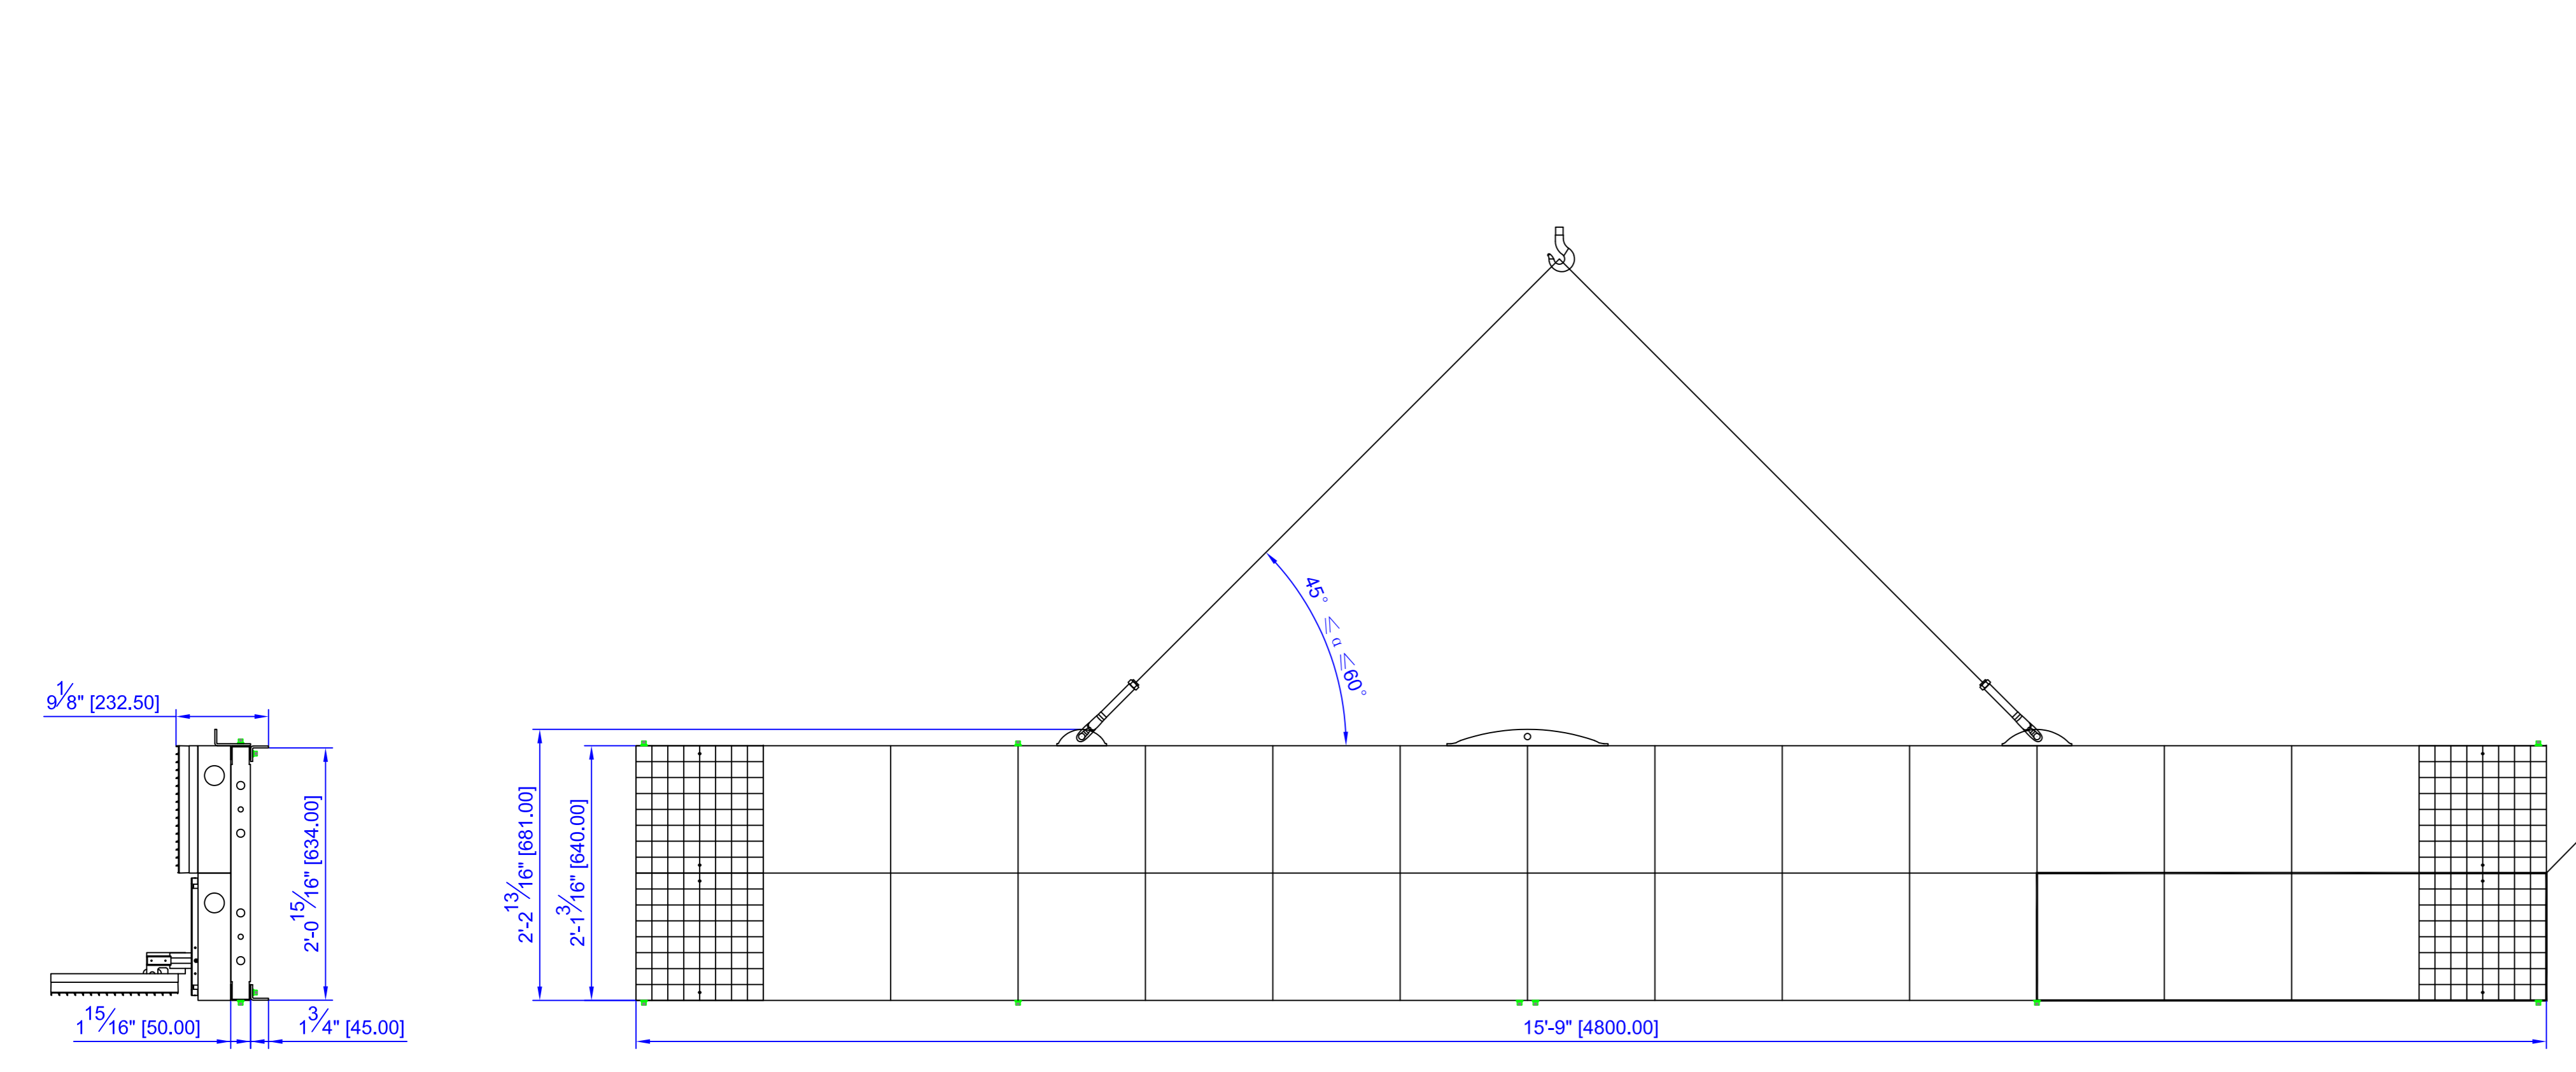 9 1/8" [232.50]
45° ≤ α ≤60°
2'-0 15/16" [634.00]
2'-2 13/16" [681.00]
2'-1 3/16" [640.00]
1 15/16" [50.00]
1 3/4" [45.00]
15'-9" [4800.00]